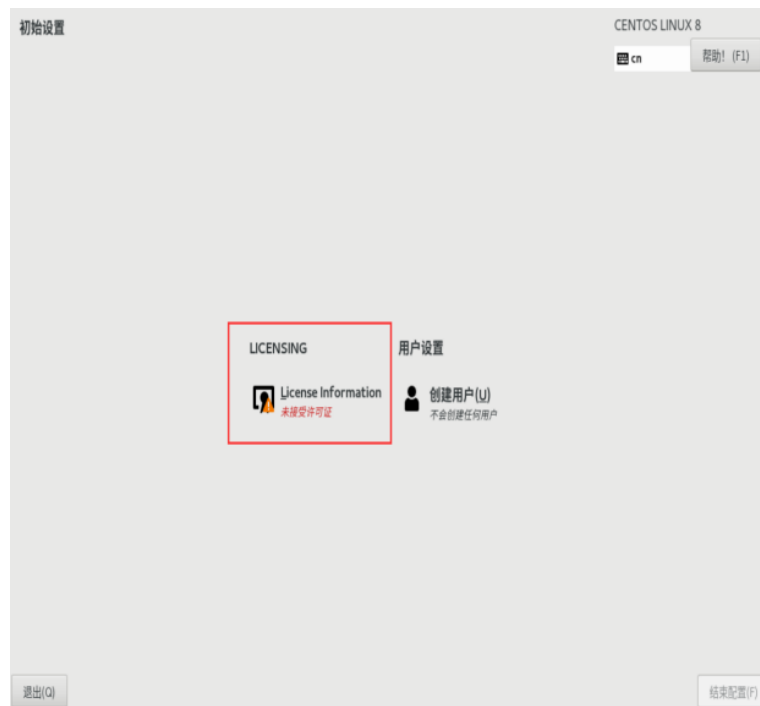 初始设置
CENTOS LINUX 8
cn
帮助! (F1)
LICENSING
用户设置
License Information
未接受许可证
创建用户(U)
不会创建任何用户
退出(Q)
结束配置(F)